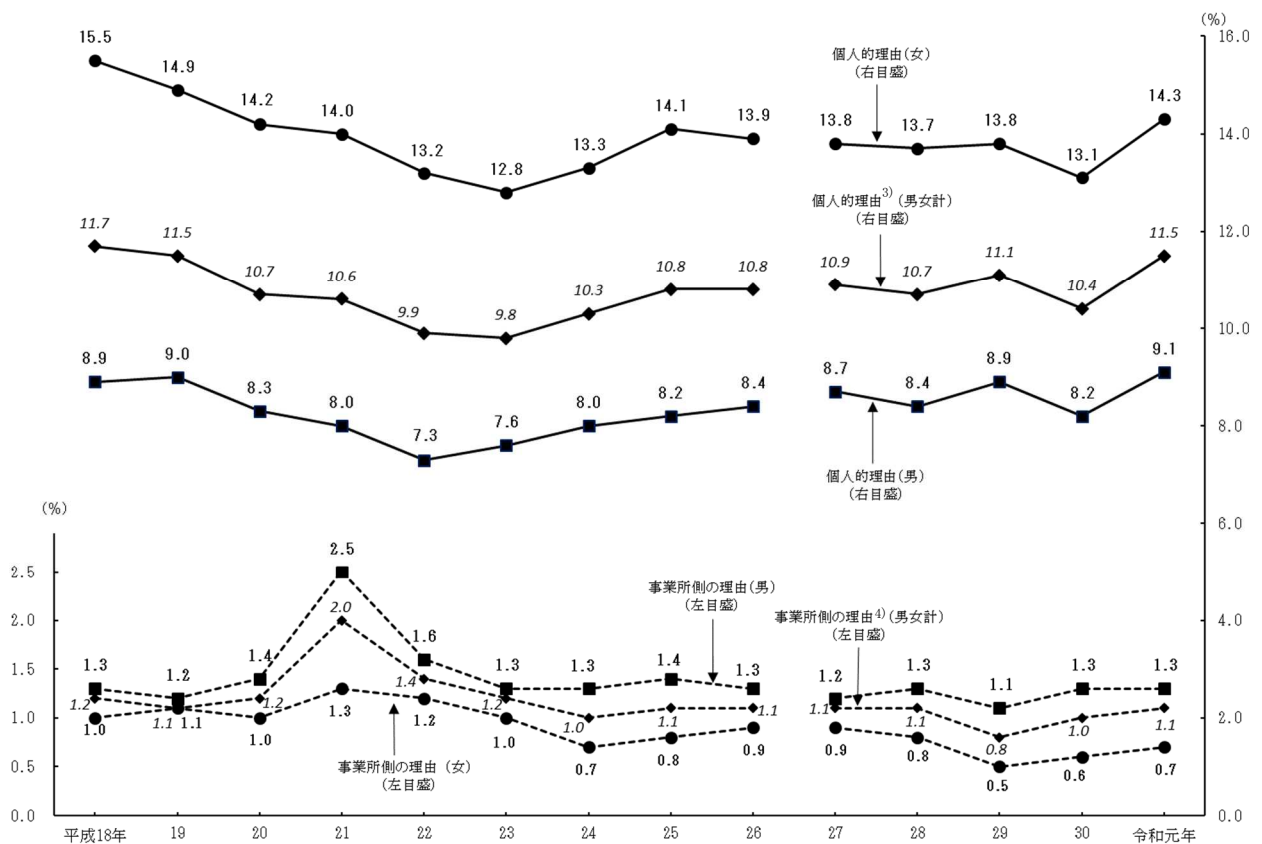 (%)
16.0
14.0
12.0
10.0
8.0
6.0
4.0
2.0
0.0
個人的理由(女)
(右目盛)
15.5 14.9 14.2 14.0 13.2 12.8 13.3 14.1 13.9 13.8 13.7 13.8 13.1 14.3
個人的理由3)(男女計)
(右目盛)
11.7 11.5 10.7 10.6 9.9 9.8 10.3 10.8 10.8 10.9 10.7 11.1 10.4 11.5
8.9 9.0 8.3 8.0 7.3 7.6 8.0 8.2 8.4 8.7 8.4 8.9 8.2 9.1
個人的理由(男)
(右目盛)
(%)
2.5
2.0
1.5
1.0
0.5
0.0
事業所側の理由(男)
(左目盛)
1.3 1.2 1.4 2.5 1.6 1.3 1.3 1.4 1.3 1.2 1.3 1.1 1.3 1.3
事業所側の理由4)(男女計)
(左目盛)
1.2 1.1 1.2 2.0 1.4 1.2 1.0 1.1 1.1 1.1 1.1 0.8 1.0 1.1
1.0 1.1 1.0 1.3 1.2 1.0 0.7 0.8 0.9 0.9 0.8 0.5 0.6 0.7
事業所側の理由(女)
(左目盛)
平成18年 19 20 21 22 23 24 25 26 27 28 29 30 令和元年